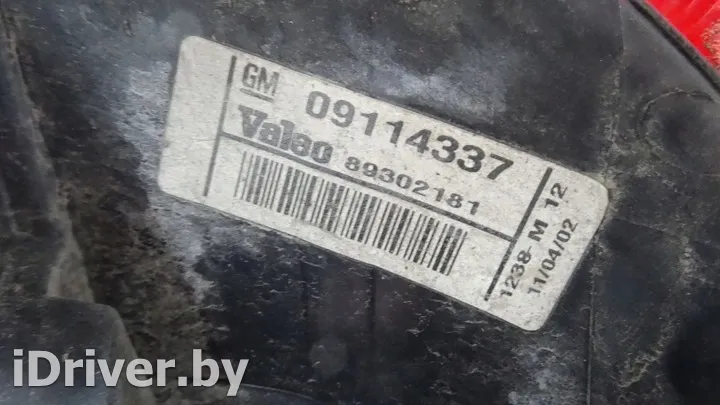 GM 09114337
Valeo 89302181
1238-M 12
11/04/02
iDriver.by